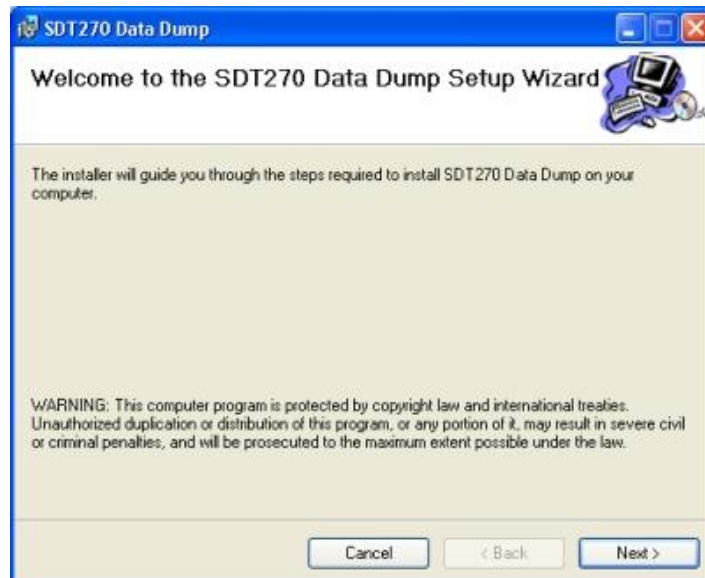 SDT270 Data Dump
Welcome to the SDT270 Data Dump Setup Wizard
The installer will guide you through the steps required to install SDT270 Data Dump on your
computer.
WARNING: This computer program is protected by copyright law and international treaties.
Unauthorized duplication or distribution of this program, or any portion of it, may result in severe civil
or criminal penalties, and will be prosecuted to the maximum extent possible under the law.
Cancel < Back Next >